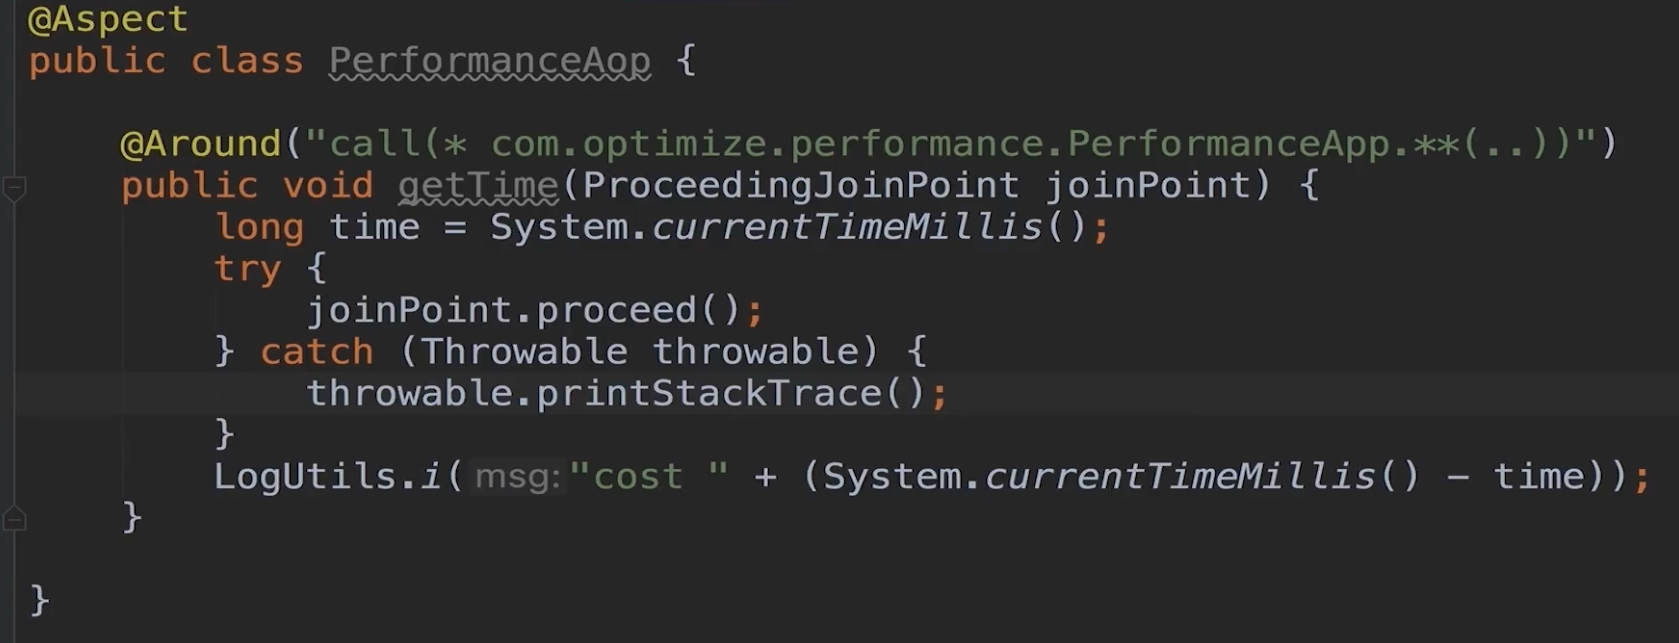 @Aspect
public class PerformanceAop {
@Around("call(* com.optimize.performance.PerformanceApp.**(..))")
public void getTime(ProceedingJoinPoint joinPoint) {
long time = System.currentTimeMillis();
try {
joinPoint.proceed();
} catch (Throwable throwable) {
throwable.printStackTrace();
}
LogUtils.i( msg: "cost " + (System.currentTimeMillis() - time));
}
}